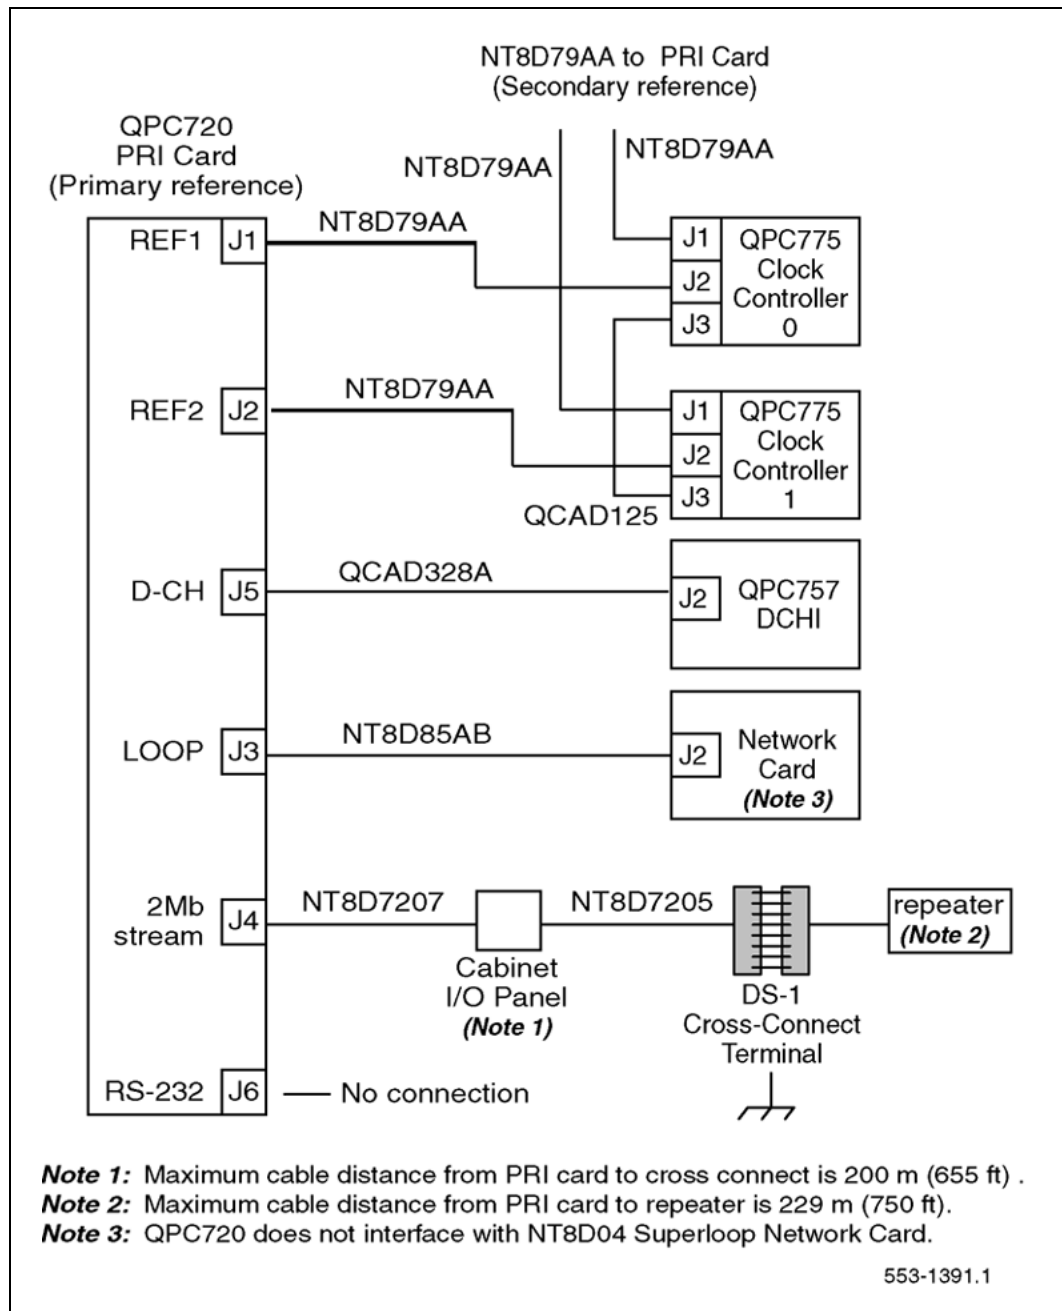 NT8D79AA to PRI Card
(Secondary reference)
QPC720
PRI Card
(Primary reference)
NT8D79AA
NT8D79AA
REF1 J1
NT8D79AA
J1
J2
J3
QPC775
Clock
Controller
0
REF2 J2
NT8D79AA
J1
J2
J3
QPC775
Clock
Controller
1
QCAD125
D-CH J5
QCAD328A
J2
QPC757
DCHI
LOOP J3
NT8D85AB
J2
Network
Card
(Note 3)
2Mb
stream
J4
NT8D7207
Cabinet
I/O Panel
(Note 1)
NT8D7205
DS-1
Cross-Connect
Terminal
repeater
(Note 2)
RS-232 J6
No connection
Note 1: Maximum cable distance from PRI card to cross connect is 200 m (655 ft) .
Note 2: Maximum cable distance from PRI card to repeater is 229 m (750 ft).
Note 3: QPC720 does not interface with NT8D04 Superloop Network Card.
553-1391.1